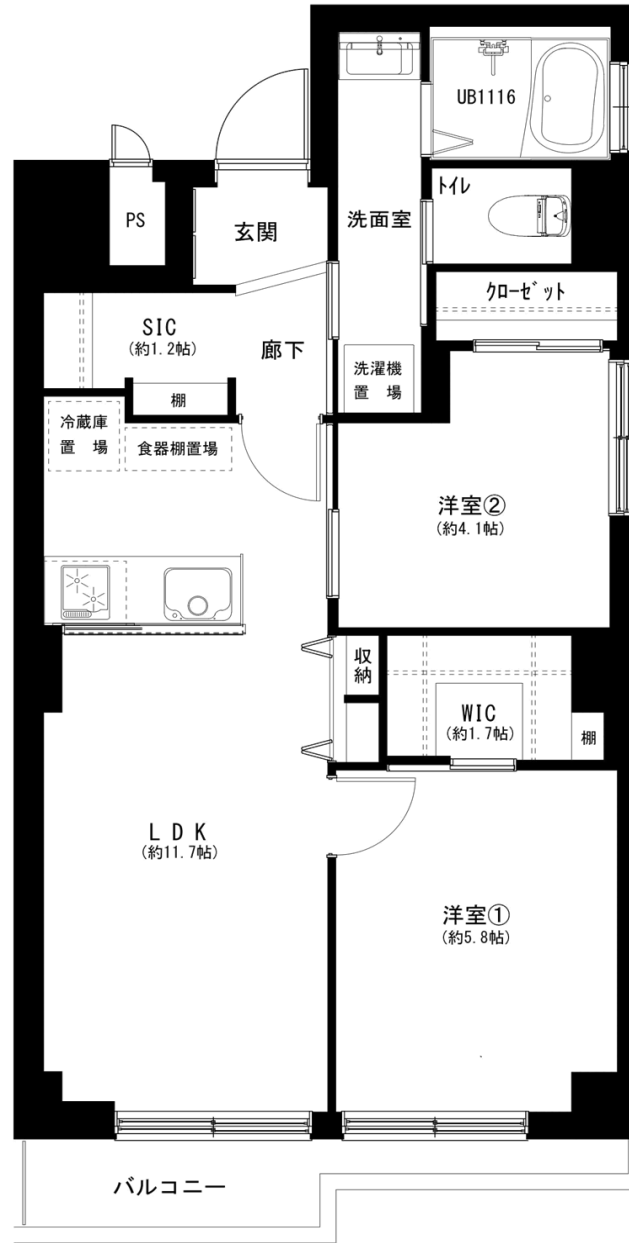 UB1116
トイレ
PS
玄関
洗面室
クローゼット
SIC
(約1.2帖)
廊下
棚
洗濯機
置場
冷蔵庫
置場
食器棚置場
洋室②
(約4.1帖)
収納
WIC
(約1.7帖)
棚
LDK
(約11.7帖)
洋室①
(約5.8帖)
バルコニー